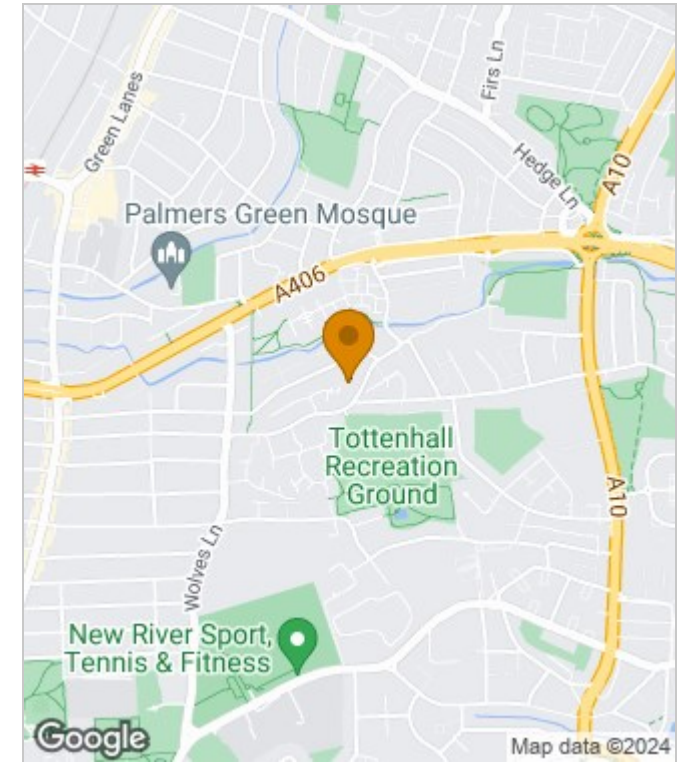 Firs Ln
Green Lanes
Hedge Ln
A10
Palmers Green Mosque
A406
Tottenhall
Recreation
Ground
A10
Wolves Ln
New River Sport,
Tennis & Fitness
Google
Map data ©2024